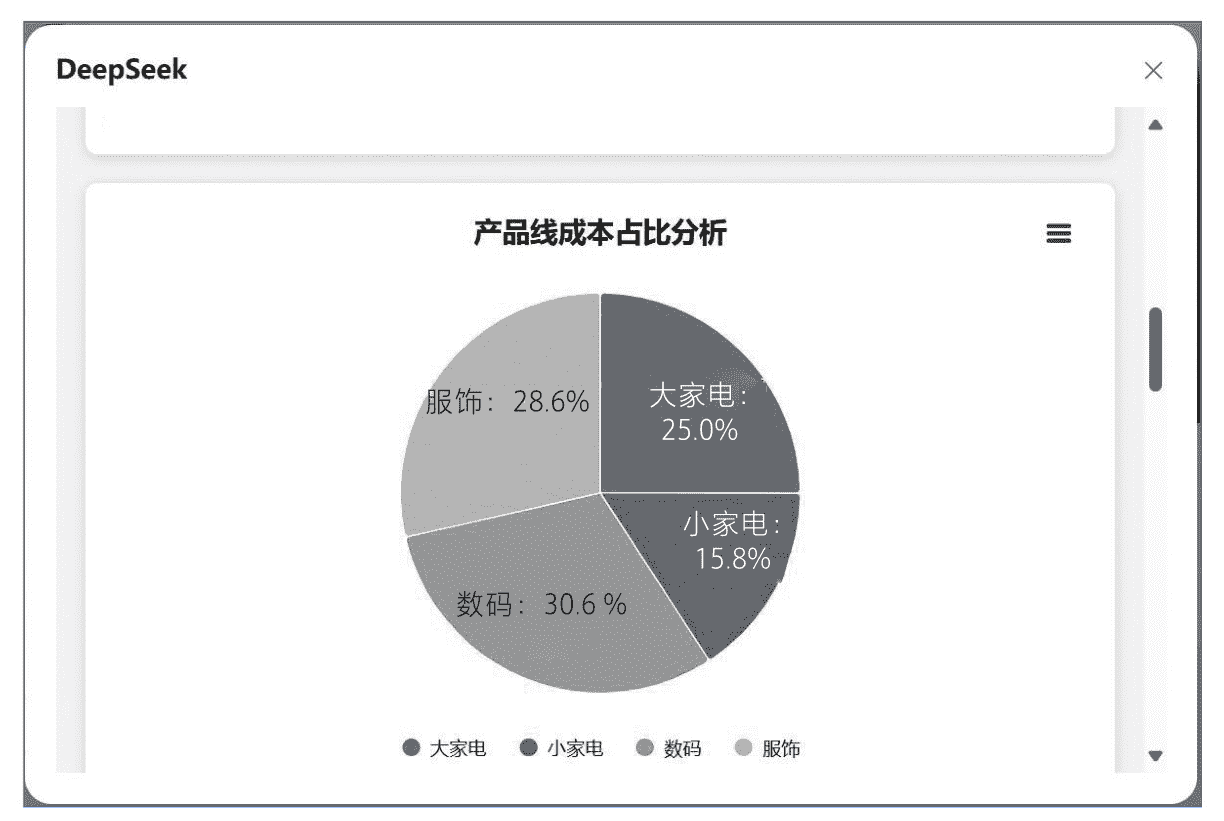 DeepSeek
产品线成本占比分析
服饰：28.6%
大家电：
25.0%
小家电：
15.8%
数码：30.6 %
大家电 小家电 数码 服饰